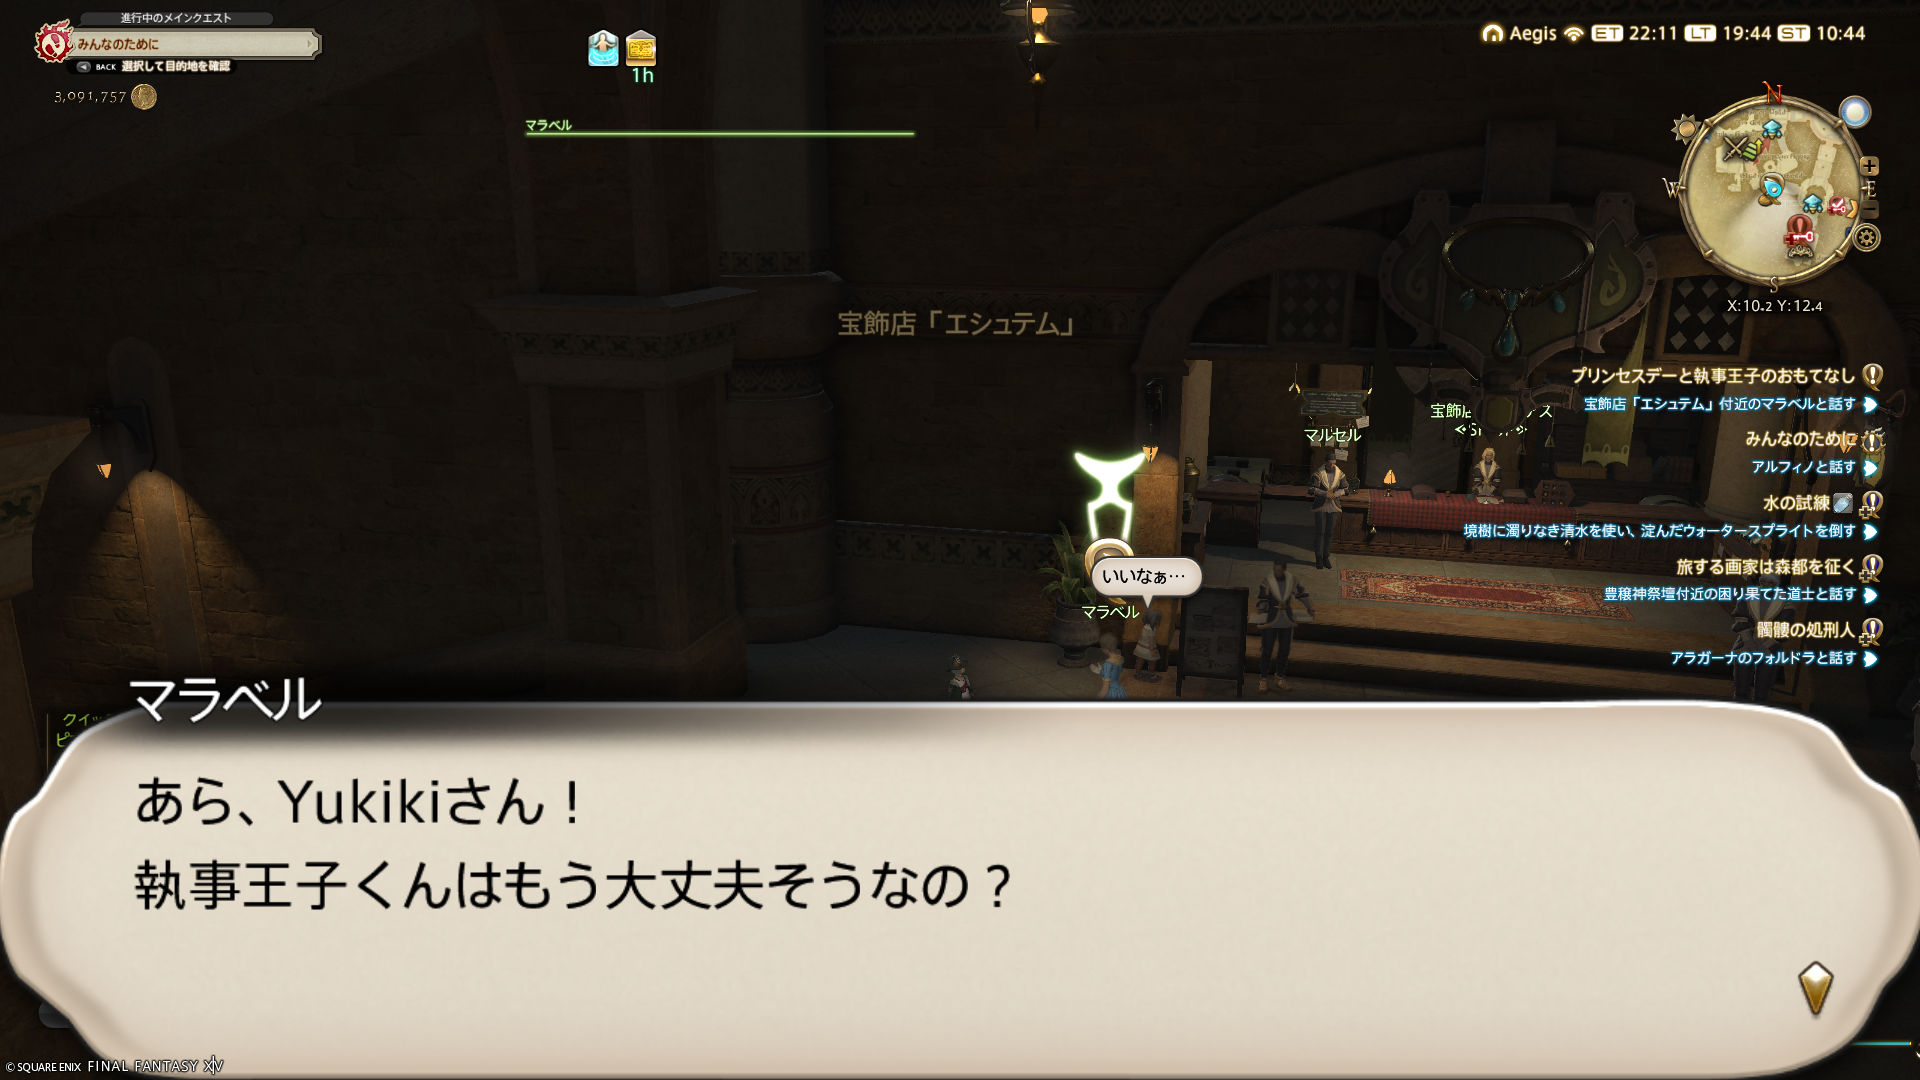 進行中のメインクエスト
みんなのために
BACK 選択して目的地を確認
3,091,757
1h
マラベル
Aegis ET 22:11 LT 19:44 ST 10:44
N
W
E
S
X:10.2 Y:12.4
宝飾店「エシュテム」
プリンセスデーと執事王子のおもてなし
宝飾店「エシュテム」付近のマラベルと話す
みんなのために
アルフィノと話す
水の試練
境樹に濁りなき清水を使い、淀んだウォータースプライトを倒す
旅する画家は森都を征く
豊穣神祭壇付近の困り果てた道士と話す
髑髏の処刑人
アラガーナのフォルドラと話す
マルセル
いいなぁ…
マラベル
マラベル
あら、Yukikiさん！
執事王子くんはもう大丈夫そうなの？
© SQUARE ENIX FINAL FANTASY XIV